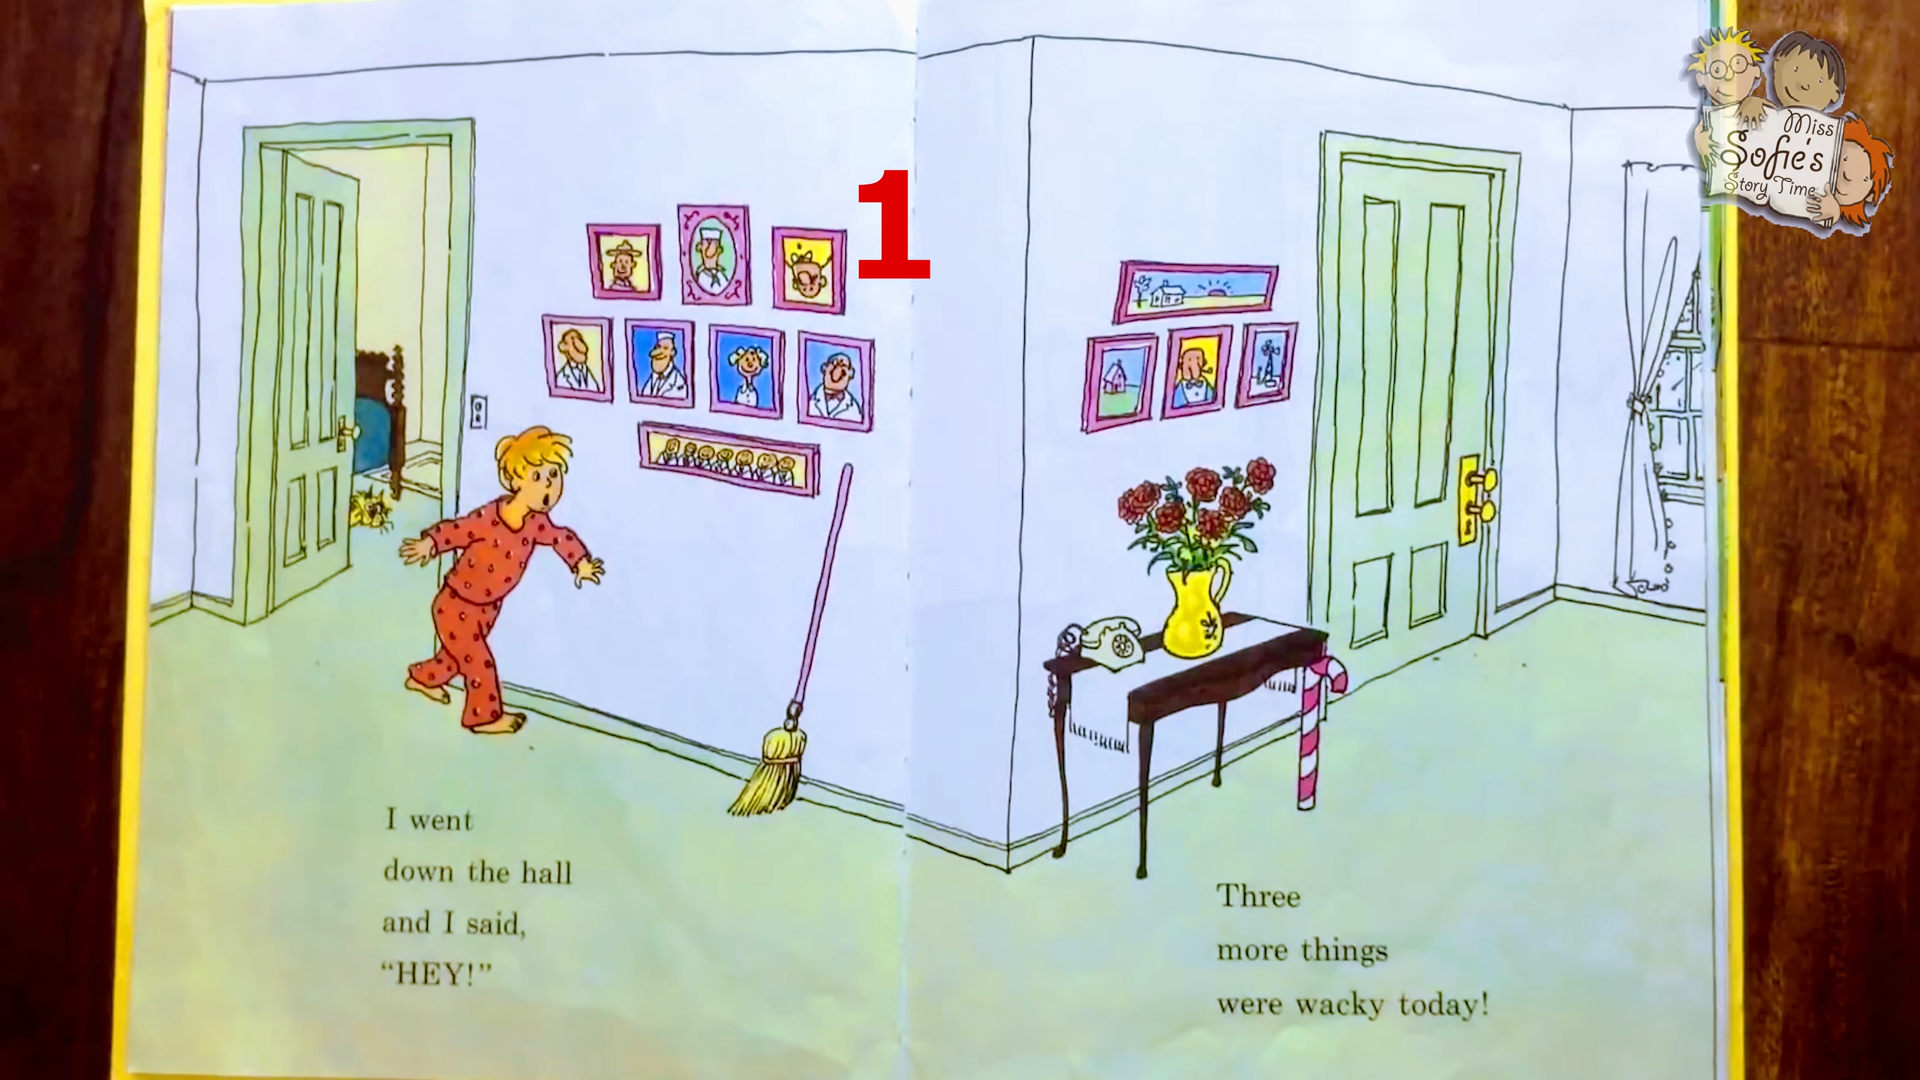 1
Miss
Sofie's
Story Time
I went
down the hall
and I said,
“HEY!”
Three
more things
were wacky today!